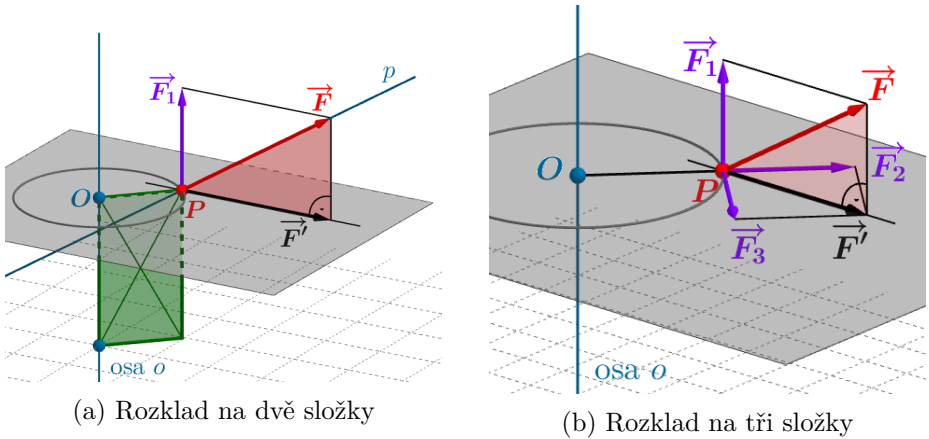 p
F₁
F
O
P
F′
osa o
(a) Rozklad na dvě složky
F₁
F
O
P
F₂
F₃
F′
osa o
(b) Rozklad na tři složky